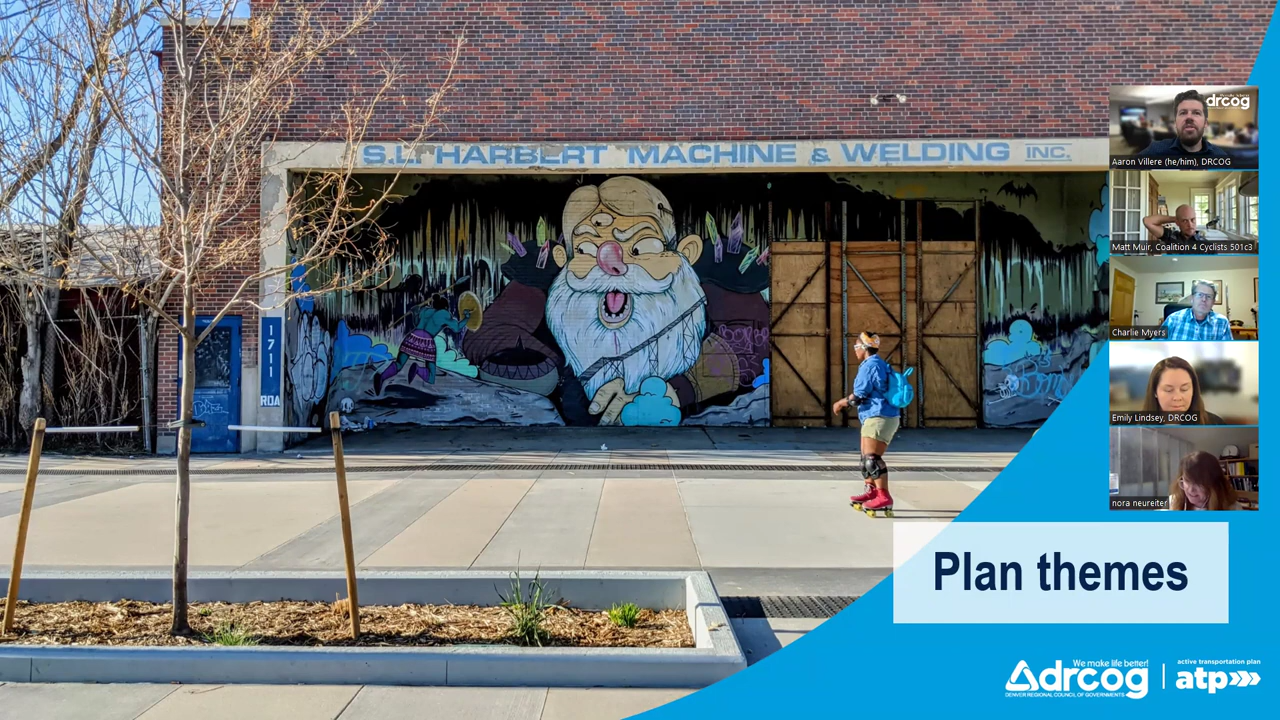 S.L. HARBERT MACHINE & WELDING INC.
1711
RDA
drcog
Aaron Villere (he/him), DRCOG
Matt Muir, Coalition 4 Cyclists 501c3
Charlie Myers
Emily Lindsey, DRCOG
nora neureiter
Plan themes
We make life better!
drcog
DENVER REGIONAL COUNCIL OF GOVERNMENTS
active transportation plan
atp